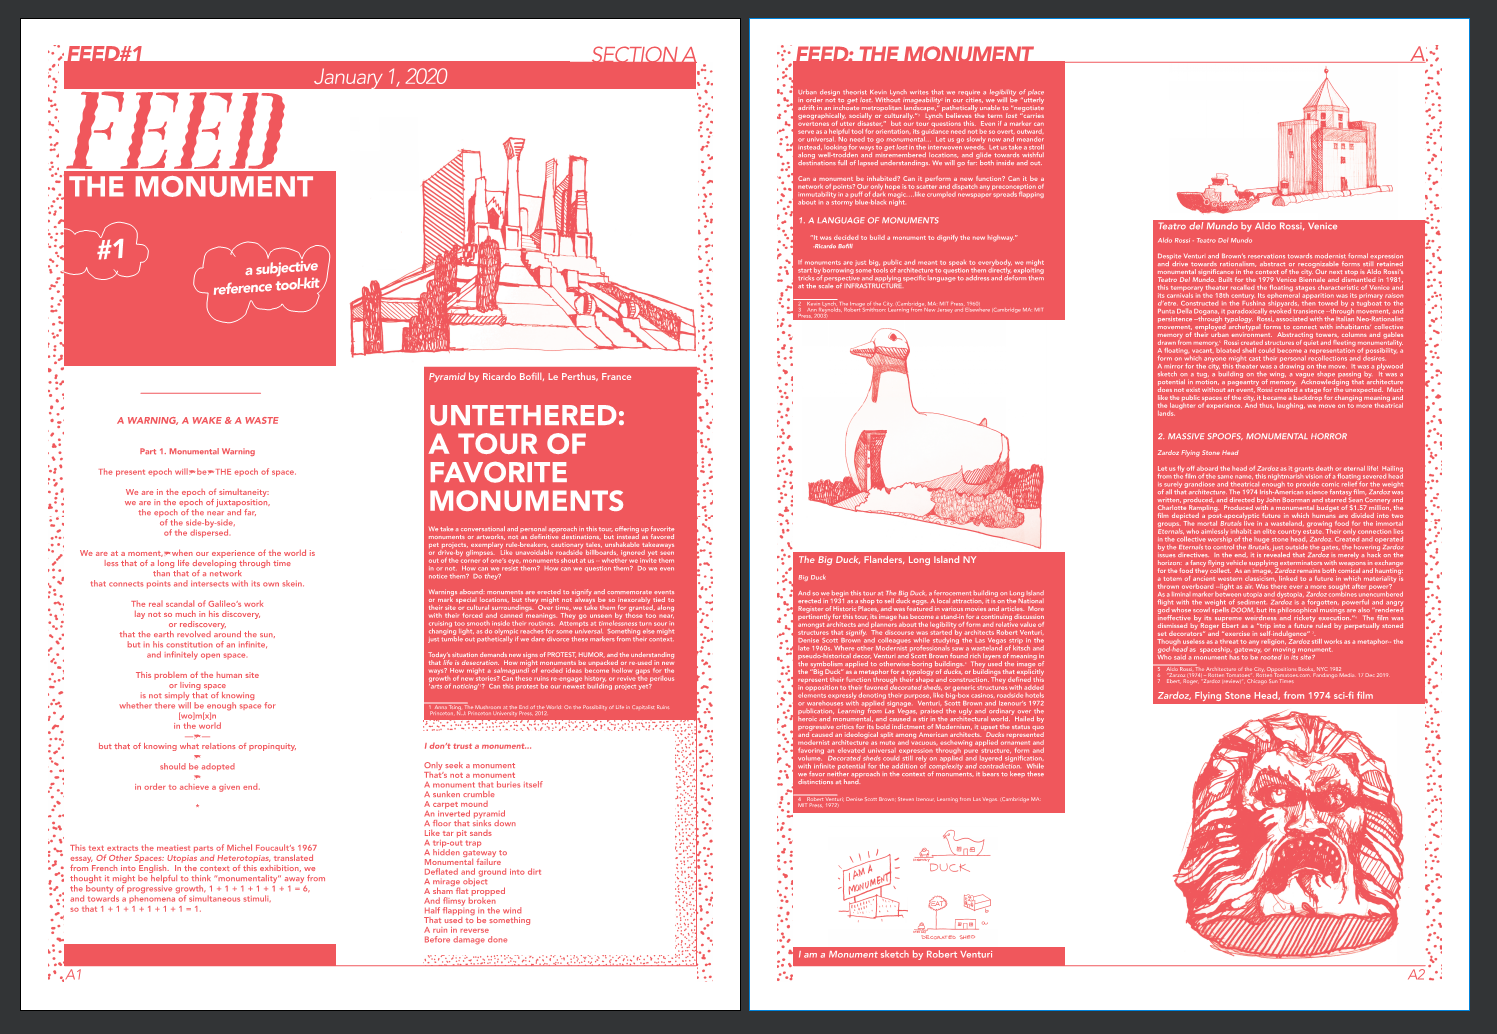 FEED#1
SECTION A
January 1, 2020
FEED
THE MONUMENT
#1
a subjective
reference tool-kit
A WARNING, A WAKE & A WASTE
Part 1. Monumental Warning
The present epoch will be THE epoch of space.
We are in the epoch of simultaneity:
we are in the epoch of juxtaposition,
the epoch of the near and far,
of the side-by-side,
of the dispersed.
We are at a moment, when our experience of the world is
less that of a long life developing through time
than that of a network
that connects points and intersects with its own skein.
The real scandal of Galileo's work
lay not so much in his discovery,
or rediscovery,
that the earth revolved around the sun,
but in his constitution of an infinite,
and infinitely open space.
This problem of the human site
or living space
is not simply that of knowing
whether there will be enough space for
[wo]m[x]n
in the world
but that of knowing what relations of propinquity,
should be adopted
in order to achieve a given end.
*
This text extracts the meatiest parts of Michel Foucault's 1967
essay, Of Other Spaces: Utopias and Heterotopias, translated
from French into English. In the context of this exhibition, we
thought it might be helpful to think "monumentality" away from
the bounty of progressive growth, 1 + 1 + 1 + 1 + 1 + 1 = 6,
and towards a phenomena of simultaneous stimuli,
so that 1 + 1 + 1 + 1 + 1 + 1 = 1.
A1
Pyramid by Ricardo Bofill, Le Perthus, France
UNTETHERED:
A TOUR OF
FAVORITE
MONUMENTS
We take a conversational and personal approach in this tour, offering up favorite
monuments or artworks, not as definitive destinations, but instead as favored
pet projects, exemplary rule-breakers, cautionary tales, unshakable takeaways
or drive-by glimpses. Like unavoidable roadside billboards, ignored yet seen
out of the corner of one's eye, monuments shout at us – whether we invite them
in or not. How can we resist them? How can we question them? Do we even
notice them? Do they?
Warnings abound: monuments are erected to signify and commemorate events
or mark special locations, but they might not always be so inexorably tied to
their site or cultural surroundings. Over time, we take them for granted, along
with their forced and canned meanings. They go unseen by those too near,
cruising too smooth inside their routines. Attempts at timelessness turn sour in
changing light, as do olympic reaches for some universal. Something else might
just tumble out pathetically if we dare divorce these markers from their context.
Today's situation demands new signs of PROTEST, HUMOR, and the understanding
that life is desecration. How might monuments be unpacked or re-used in new
ways? How might a salmagundi of eroded ideas become hollow gaps for the
growth of new stories? Can these ruins re-engage history, or revive the perilous
'arts of noticing'¹? Can this protest be our newest building project yet?
1 Anna Tsing, The Mushroom at the End of the World: On the Possibility of Life in Capitalist Ruins
Princeton, N.J: Princeton University Press, 2012.
I don't trust a monument...
Only seek a monument
That's not a monument
A monument that buries itself
A sunken crumble
A carpet mound
An inverted pyramid
A floor that sinks down
Like tar pit sands
A trip-out trap
A hidden gateway to
Monumental failure
Deflated and ground into dirt
A mirage object
A sham flat propped
And flimsy broken
Half flapping in the wind
That used to be something
A ruin in reverse
Before damage done
FEED: THE MONUMENT
A
Urban design theorist Kevin Lynch writes that we require a legibility of place
in order not to get lost. Without imageability² in our cities, we will be "utterly
adrift in an inchoate metropolitan landscape," pathetically unable to "negotiate
geographically, socially or culturally."³ Lynch believes the term lost "carries
overtones of utter disaster," but our tour questions this. Even if a marker can
serve as a helpful tool for orientation, its guidance need not be so overt, outward,
or universal. No need to go monumental... Let us go slowly now and meander
instead, looking for ways to get lost in the interwoven weeds. Let us take a stroll
along well-trodden and misremembered locations, and glide towards wishful
destinations full of lapsed understandings. We will go far: both inside and out.
Can a monument be inhabited? Can it perform a new function? Can it be a
network of points? Our only hope is to scatter and dispatch any preconception of
immutability in a puff of dark magic....like crumpled newspaper spreads flapping
about in a stormy blue-black night.
1. A LANGUAGE OF MONUMENTS
"It was decided to build a monument to dignify the new highway."
-Ricardo Bofill
If monuments are just big, public and meant to speak to everybody, we might
start by borrowing some tools of architecture to question them directly, exploiting
tricks of perspective and applying specific language to address and deform them
at the scale of INFRASTRUCTURE.
2 Kevin Lynch, The Image of the City, (Cambridge, MA: MIT Press, 1960)
3 Ann Reynolds, Robert Smithson: Learning from New Jersey and Elsewhere (Cambridge MA: MIT
Press, 2003)
The Big Duck, Flanders, Long Island NY
Big Duck
And so we begin this tour at The Big Duck, a ferrocement building on Long Island
erected in 1931 as a shop to sell duck eggs. A local attraction, it is on the National
Register of Historic Places, and was featured in various movies and articles. More
pertinently for this tour, its image has become a stand-in for a continuing discussion
amongst architects and planners about the legibility of form and relative value of
structures that signify. The discourse was started by architects Robert Venturi,
Denise Scott Brown and colleagues while studying the Las Vegas strip in the
late 1960s. Where other Modernist professionals saw a wasteland of kitsch and
pseudo-historical decor, Venturi and Scott Brown found rich layers of meaning in
the symbolism applied to otherwise-boring buildings.⁴ They used the image of
the "Big Duck" as a metaphor for a typology of ducks, or buildings that explicitly
represent their function through their shape and construction. They defined this
in opposition to their favored decorated sheds, or generic structures with added
elements expressly denoting their purpose, like big-box casinos, roadside hotels
or warehouses with applied signage. Venturi, Scott Brown and Izenour's 1972
publication, Learning from Las Vegas, praised the ugly and ordinary over the
heroic and monumental, and caused a stir in the architectural world. Hailed by
progressive critics for its bold indictment of Modernism, it upset the status quo
and caused an ideological split among American architects. Ducks represented
modernist architecture as mute and vacuous, eschewing applied ornament and
favoring an elevated universal expression through pure structure, form and
volume. Decorated sheds could still rely on applied and layered signification,
with infinite potential for the addition of complexity and contradiction. While
we favor neither approach in the context of monuments, it bears to keep these
distinctions at hand.
4 Robert Venturi; Denise Scott Brown; Steven Izenour, Learning from Las Vegas. (Cambridge MA:
MIT Press, 1972)
DUCK
I AM A
MONUMENT
EAT
DECORATED SHED
I am a Monument sketch by Robert Venturi
Teatro del Mundo by Aldo Rossi, Venice
Aldo Rossi - Teatro Del Mundo
Despite Venturi and Brown's reservations towards modernist formal expression
and drive towards rationalism, abstract or recognizable forms still retained
monumental significance in the context of the city. Our next stop is Aldo Rossi's
Teatro Del Mundo. Built for the 1979 Venice Biennale and dismantled in 1981,
this temporary theater recalled the floating stages characteristic of Venice and
its carnivals in the 18th century. Its ephemeral apparition was its primary raison
d'etre. Constructed in the Fushina shipyards, then towed by a tugboat to the
Punta Della Dogana, it paradoxically evoked transience –through movement, and
persistence –through typology. Rossi, associated with the Italian Neo-Rationalist
movement, employed archetypal forms to connect with inhabitants' collective
memory of their urban environment. Abstracting towers, columns and gables
drawn from memory,⁵ Rossi created structures of quiet and fleeting monumentality.
A floating, vacant, bloated shell could become a representation of possibility, a
form on which anyone might cast their personal recollections and desires.
A mirror for the city, this theater was a drawing on the move. It was a plywood
sketch on a tug, a building on the wing, a vague shape passing by. It was a
potential in motion, a pageantry of memory. Acknowledging that architecture
does not exist without an event, Rossi created a stage for the unexpected. Much
like the public spaces of the city, it became a backdrop for changing meaning and
the laughter of experience. And thus, laughing, we move on to more theatrical
lands.
2. MASSIVE SPOOFS, MONUMENTAL HORROR
Zardoz Flying Stone Head
Let us fly off aboard the head of Zardoz as it grants death or eternal life! Hailing
from the film of the same name, this nightmarish vision of a floating severed head
is surely grandiose and theatrical enough to provide comic relief for the weight
of all that architecture. The 1974 Irish-American science fantasy film, Zardoz was
written, produced, and directed by John Boorman and starred Sean Connery and
Charlotte Rampling. Produced with a monumental budget of $1.57 million, the
film depicted a post-apocalyptic future in which humans are divided into two
groups. The mortal Brutals live in a wasteland, growing food for the immortal
Eternals, who aimlessly inhabit an elite country estate. Their only connection lies
in the collective worship of the huge stone head, Zardoz. Created and operated
by the Eternals to control the Brutals, just outside the gates, the hovering Zardoz
issues directives. In the end, it is revealed that Zardoz is merely a hack on the
horizon: a fancy flying vehicle supplying exterminators with weapons in exchange
for the food they collect. As an image, Zardoz remains both comical and haunting:
a totem of ancient western classicism, linked to a future in which materiality is
thrown overboard –light as air. Was there ever a more sought after power?
As a liminal marker between utopia and dystopia, Zardoz combines unencumbered
flight with the weight of sediment. Zardoz is a forgotten, powerful and angry
god whose scowl spells DOOM, but its philosophical musings are also "rendered
ineffective by its supreme weirdness and rickety execution."⁶ The film was
dismissed by Roger Ebert as a "trip into a future ruled by perpetually stoned
set decorators" and "exercise in self-indulgence"⁷.
Though useless as a threat to any religion, Zardoz still works as a metaphor– the
god-head as spaceship, gateway, or moving monument.
Who said a monument has to be rooted in its site?
5 Aldo Rossi, The Architecture of the City, Oppositions Books, NYC 1982
6 "Zardoz (1974) – Rotten Tomatoes". Rotten Tomatoes.com. Fandango Media. 11 Dec 2019.
7 Ebert, Roger, "Zardoz (review)", Chicago Sun Times
Zardoz, Flying Stone Head, from 1974 sci-fi film
A2